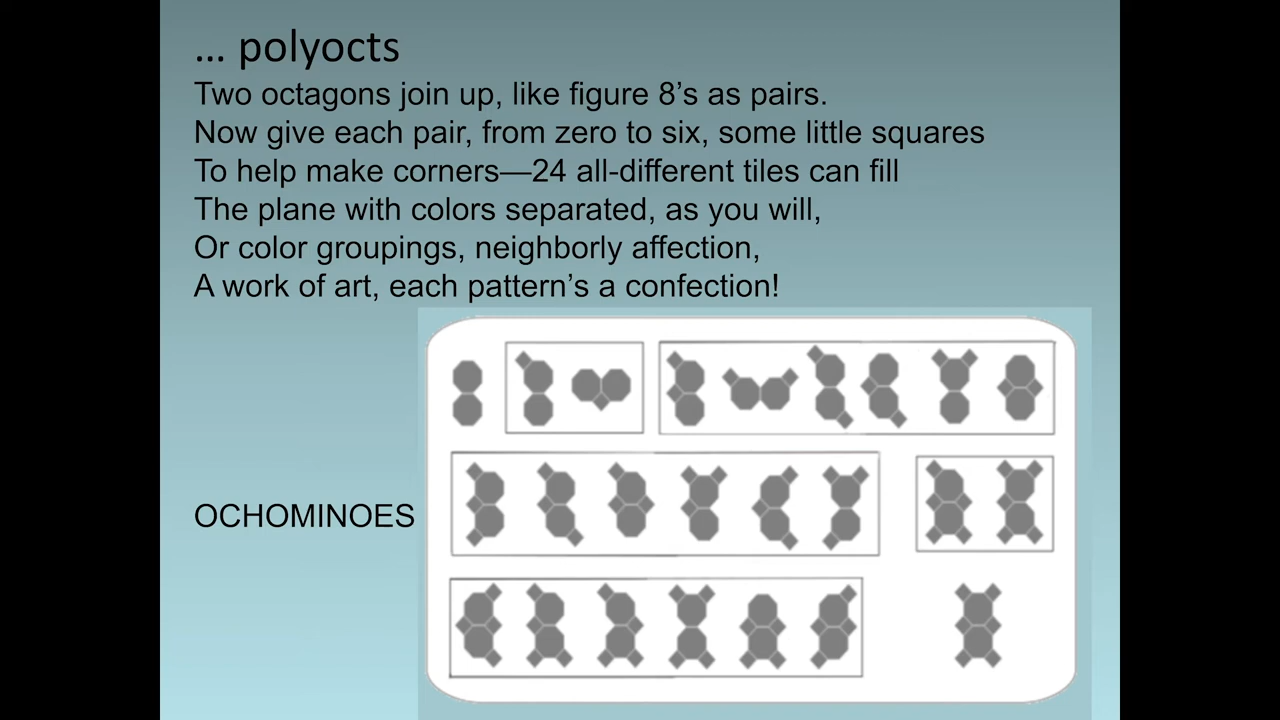 … polyocts
Two octagons join up, like figure 8’s as pairs.
Now give each pair, from zero to six, some little squares
To help make corners—24 all-different tiles can fill
The plane with colors separated, as you will,
Or color groupings, neighborly affection,
A work of art, each pattern’s a confection!
OCHOMINOES